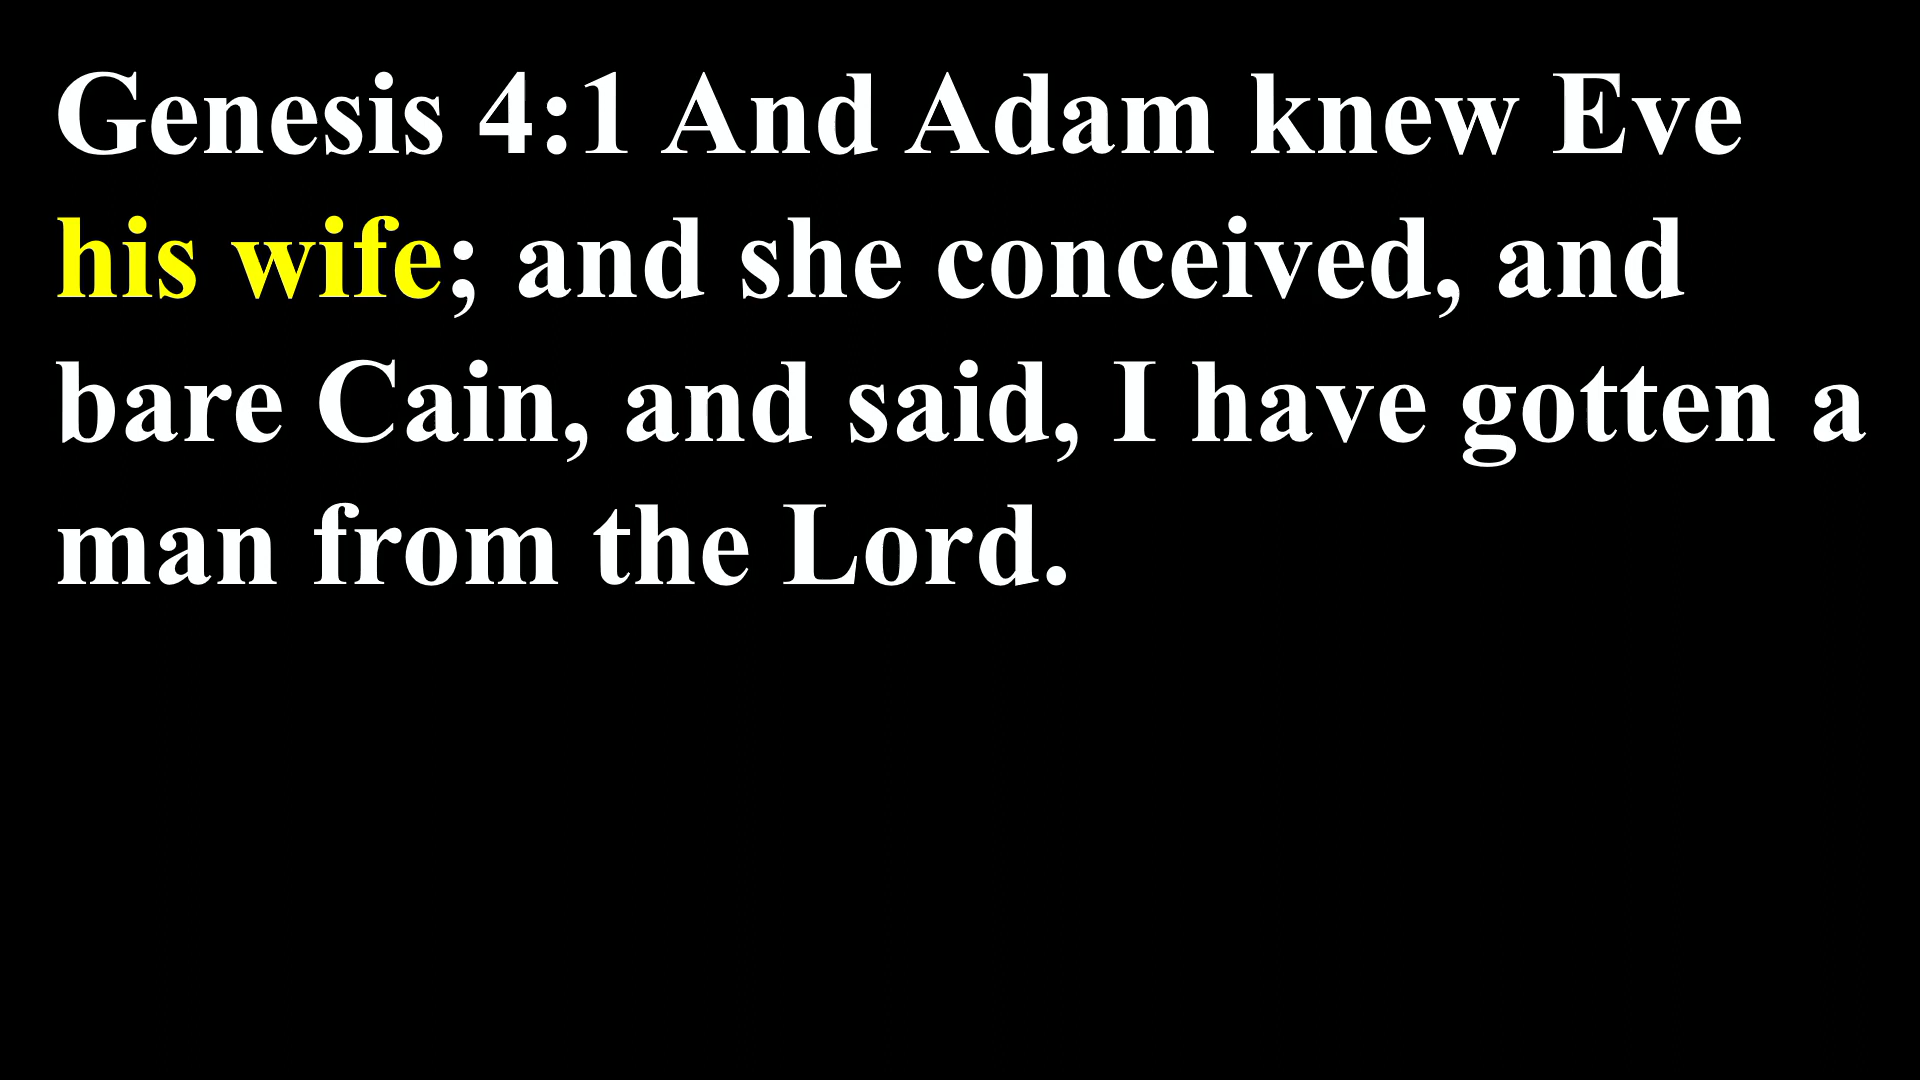 Genesis 4:1 And Adam knew Eve
his wife; and she conceived, and
bare Cain, and said, I have gotten a
man from the Lord.